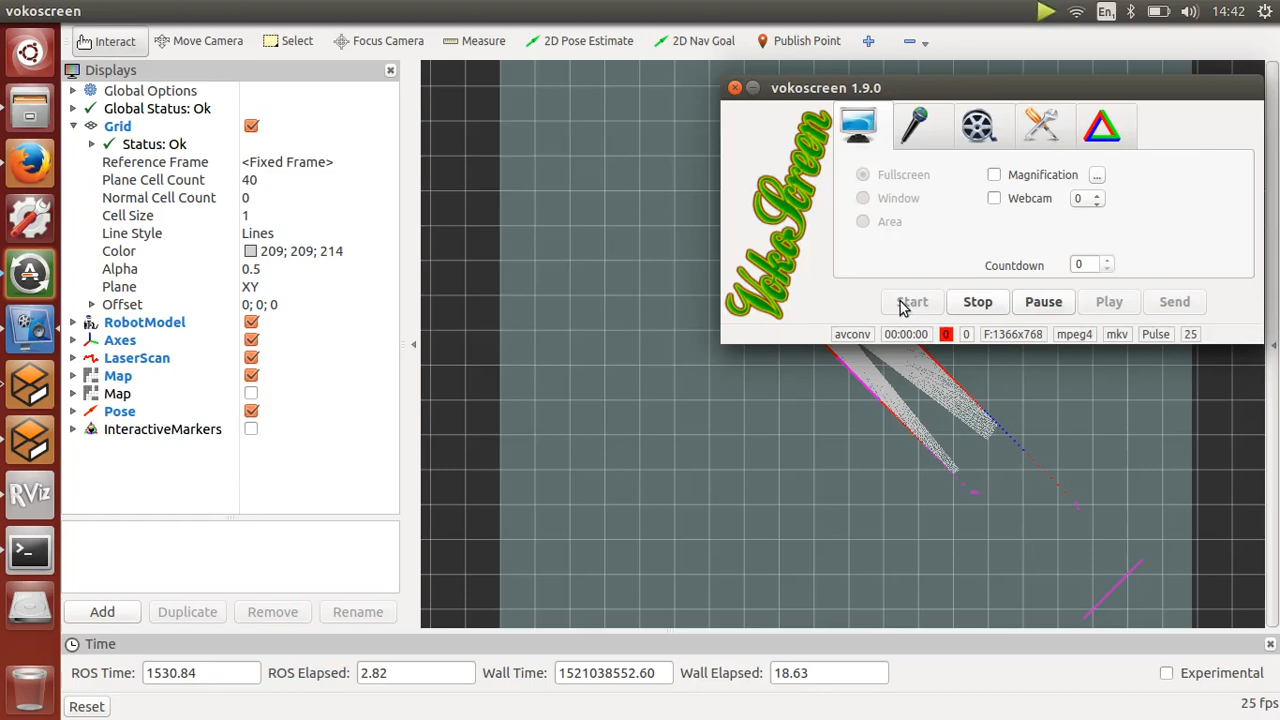 vokoscreen
En1
14:42
Interact
Move Camera
Select
Focus Camera
Measure
2D Pose Estimate
2D Nav Goal
Publish Point
Displays
Global Options
Global Status: Ok
Grid
Status: Ok
Reference Frame <Fixed Frame>
Plane Cell Count 40
Normal Cell Count 0
Cell Size 1
Line Style Lines
Color 209; 209; 214
Alpha 0.5
Plane XY
Offset 0; 0; 0
RobotModel
Axes
LaserScan
Map
Map
Pose
InteractiveMarkers
Add Duplicate Remove Rename
vokoscreen 1.9.0
VokoScreen
Fullscreen
Window
Area
Magnification ...
Webcam 0
Countdown 0
Start Stop Pause Play Send
avconv 00:00:00 0 0 F:1366x768 mpeg4 mkv Pulse 25
RViz
Time
ROS Time: 1530.84 ROS Elapsed: 2.82 Wall Time: 1521038552.60 Wall Elapsed: 18.63 Experimental
Reset 25 fps